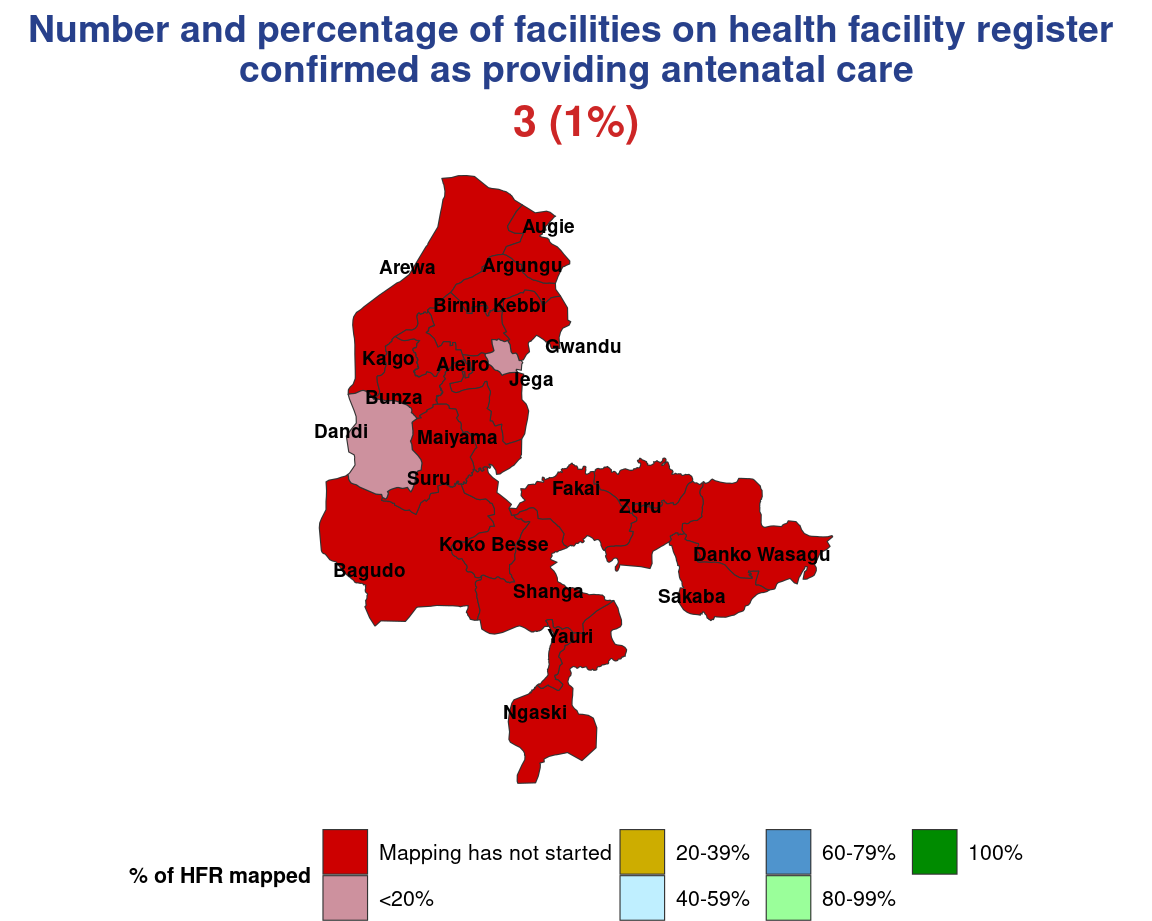 Number and percentage of facilities on health facility register
confirmed as providing antenatal care
3 (1%)
Augie
Arewa
Argungu
Birnin Kebbi
Gwandu
Kalgo
Aleiro
Jega
Bunza
Dandi
Maiyama
Suru
Fakai
Zuru
Koko Besse
Danko Wasagu
Bagudo
Shanga
Sakaba
Yauri
Ngaski
% of HFR mapped
Mapping has not started
<20%
20-39%
40-59%
60-79%
80-99%
100%